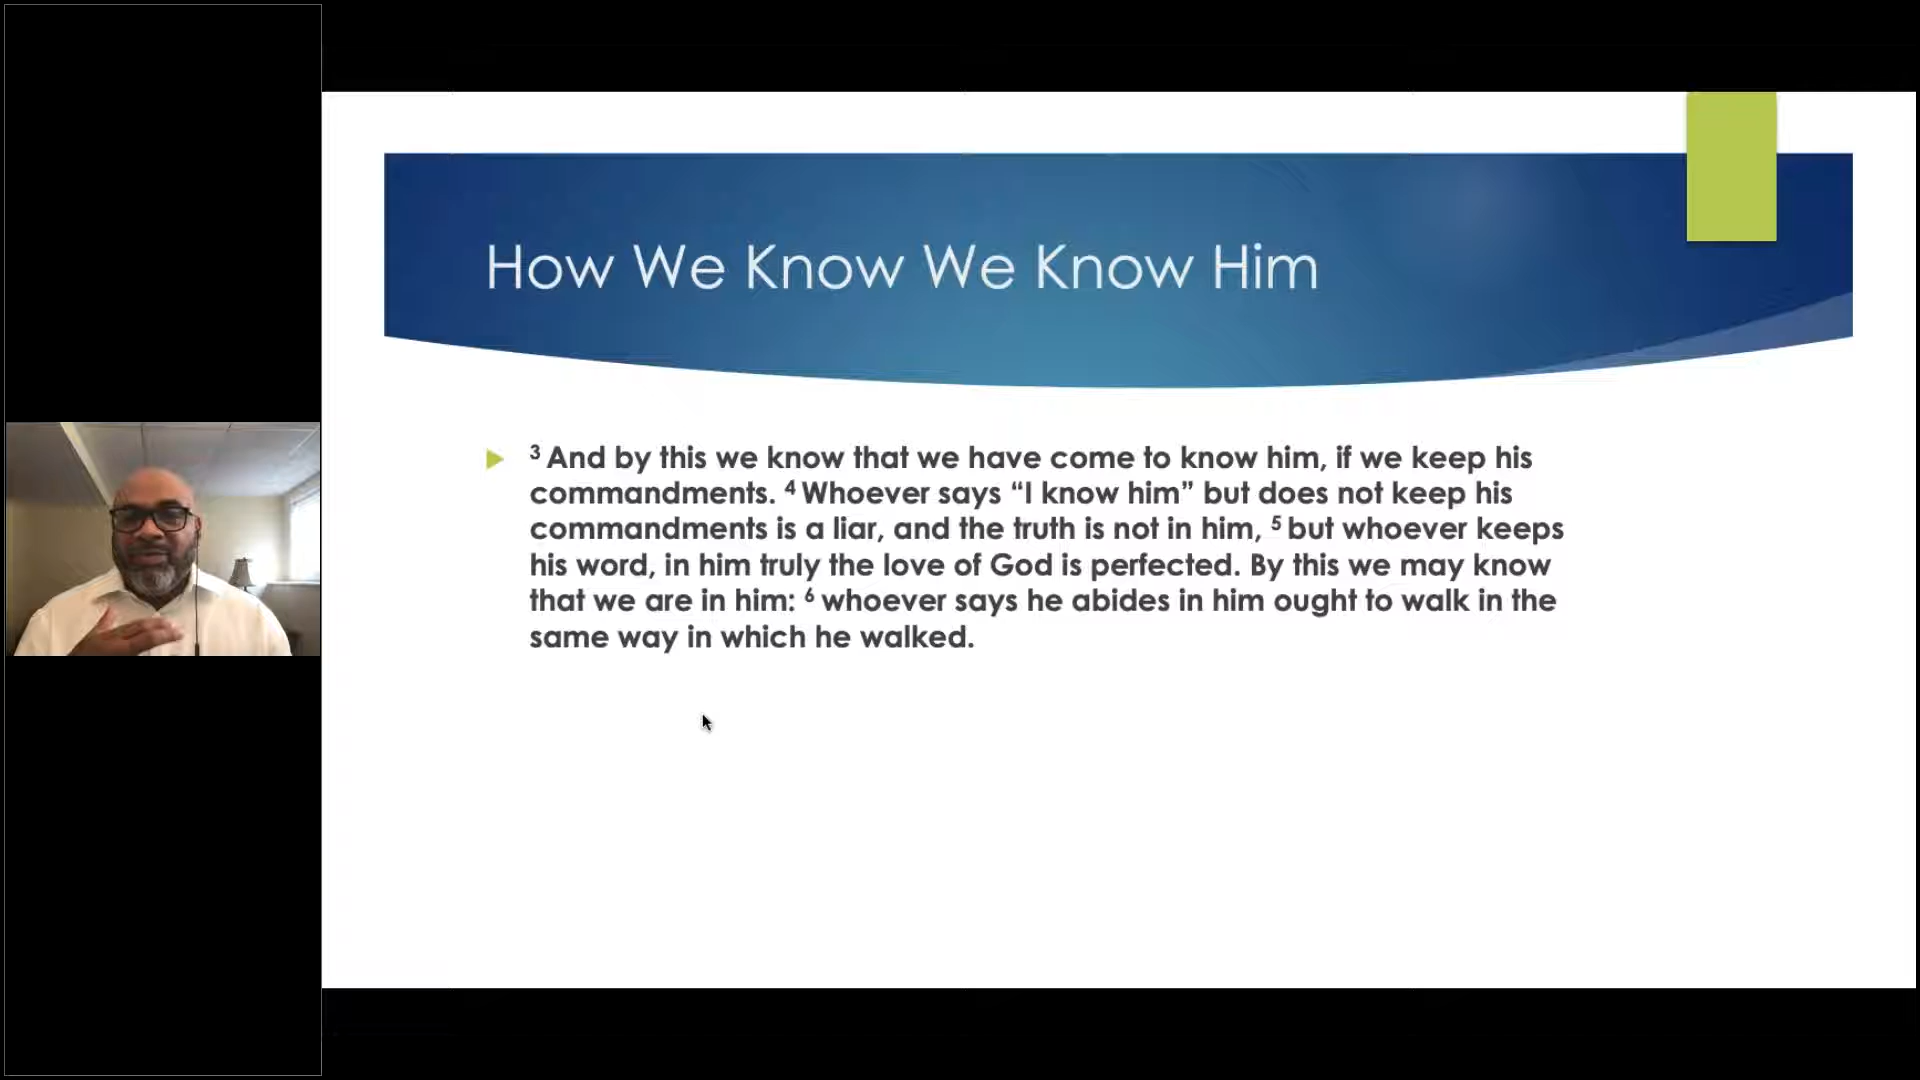 How We Know We Know Him
³ And by this we know that we have come to know him, if we keep his
commandments. ⁴ Whoever says “I know him” but does not keep his
commandments is a liar, and the truth is not in him, ⁵ but whoever keeps
his word, in him truly the love of God is perfected. By this we may know
that we are in him: ⁶ whoever says he abides in him ought to walk in the
same way in which he walked.